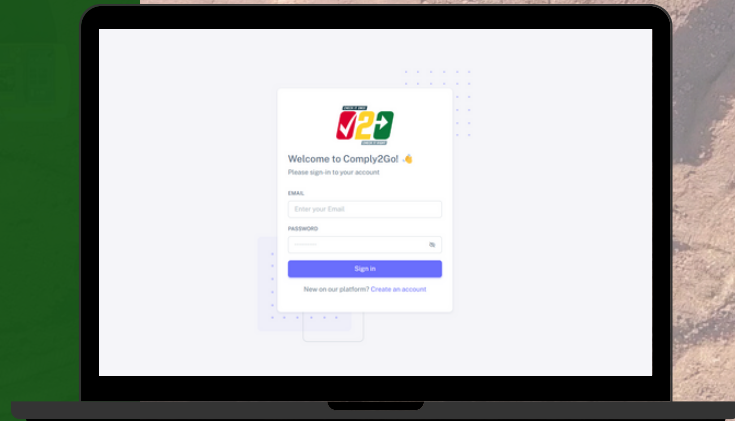 2
Welcome to Comply2Go!
Please sign-in to your account
EMAIL
Enter your Email
PASSWORD
Sign in
New on our platform? Create an account